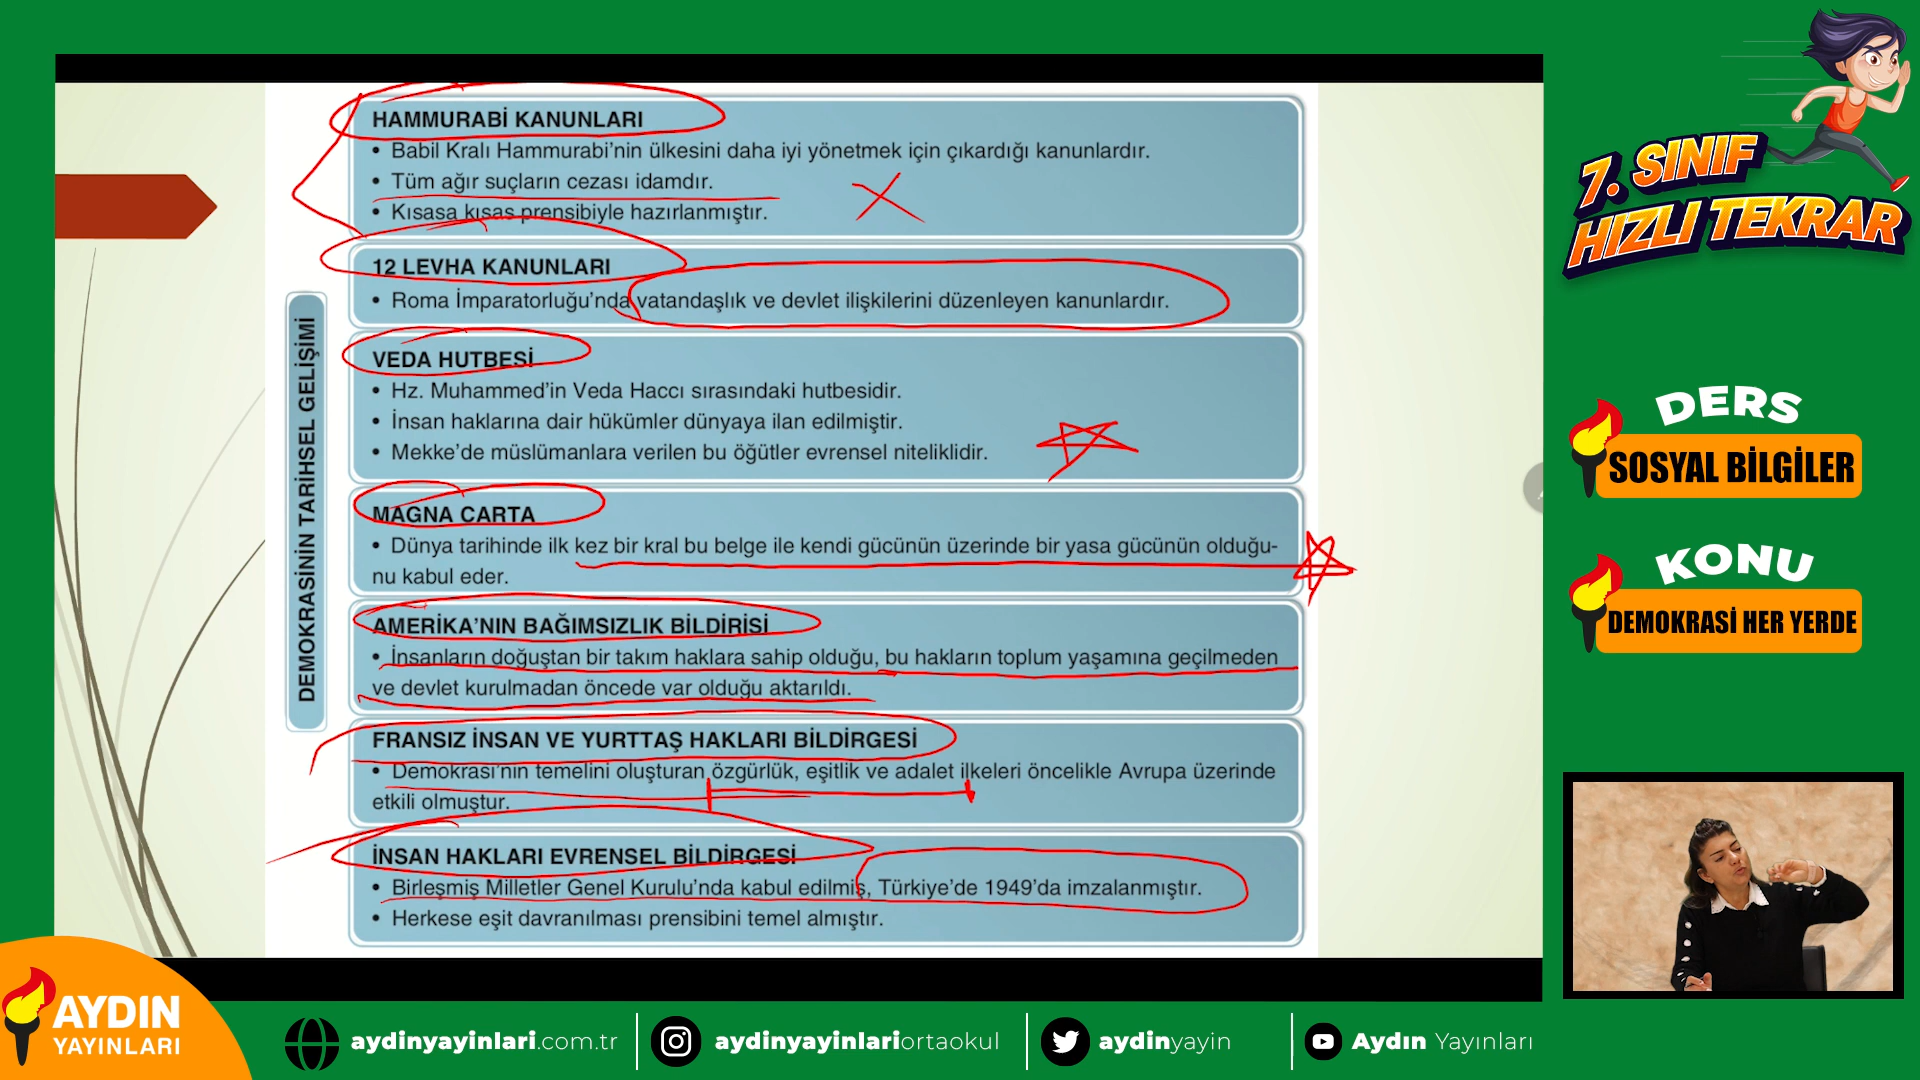 HAMMURABİ KANUNLARI
• Babil Kralı Hammurabi'nin ülkesini daha iyi yönetmek için çıkardığı kanunlardır.
• Tüm ağır suçların cezası idamdır.
• Kısasa kısas prensibiyle hazırlanmıştır.
12 LEVHA KANUNLARI
• Roma İmparatorluğu'nda vatandaşlık ve devlet ilişkilerini düzenleyen kanunlardır.
DEMOKRASİNİN TARİHSEL GELİŞİMİ
VEDA HUTBESİ
• Hz. Muhammed'in Veda Haccı sırasındaki hutbesidir.
• İnsan haklarına dair hükümler dünyaya ilan edilmiştir.
• Mekke'de müslümanlara verilen bu öğütler evrensel niteliklidir.
MAGNA CARTA
• Dünya tarihinde ilk kez bir kral bu belge ile kendi gücünün üzerinde bir yasa gücünün olduğu-
nu kabul eder.
AMERİKA'NIN BAĞIMSIZLIK BİLDİRİSİ
• İnsanların doğuştan bir takım haklara sahip olduğu, bu hakların toplum yaşamına geçilmeden
ve devlet kurulmadan öncede var olduğu aktarıldı.
FRANSIZ İNSAN VE YURTTAŞ HAKLARI BİLDİRGESİ
• Demokrasi'nin temelini oluşturan özgürlük, eşitlik ve adalet ilkeleri öncelikle Avrupa üzerinde
etkili olmuştur.
İNSAN HAKLARI EVRENSEL BİLDİRGESİ
• Birleşmiş Milletler Genel Kurulu'nda kabul edilmiş, Türkiye'de 1949'da imzalanmıştır.
• Herkese eşit davranılması prensibini temel almıştır.
7. SINIF
HIZLI TEKRAR
DERS
SOSYAL BİLGİLER
KONU
DEMOKRASİ HER YERDE
AYDIN
YAYINLARI
aydinyayinlari.com.tr
aydinyayinlariortaokul
aydinyayin
Aydın Yayınları